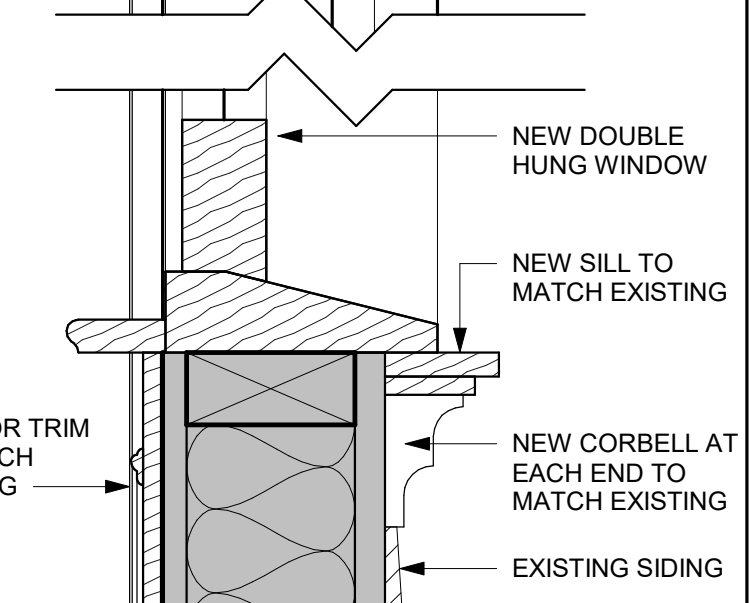 NEW DOUBLE
HUNG WINDOW
NEW SILL TO
MATCH EXISTING
OR TRIM
CH
G
NEW CORBELL AT
EACH END TO
MATCH EXISTING
EXISTING SIDING